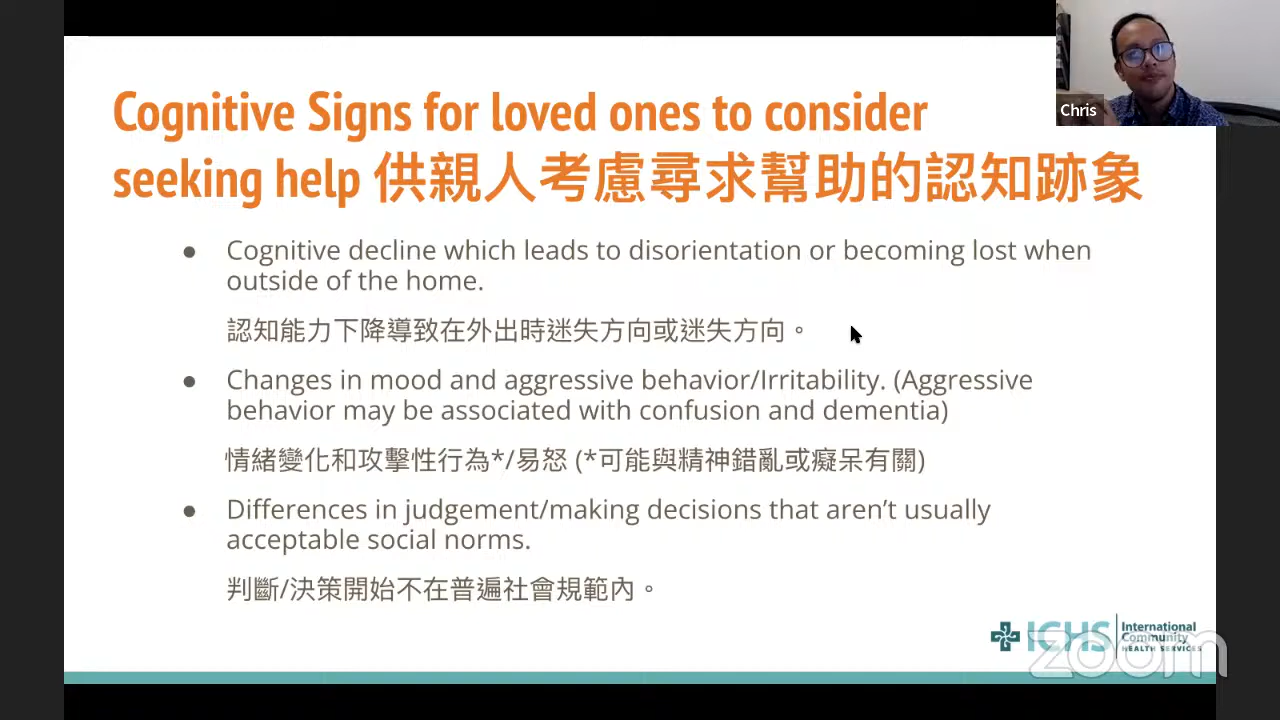 Cognitive Signs for loved ones to consider
seeking help 供親人考慮尋求幫助的認知跡象
Chris
● Cognitive decline which leads to disorientation or becoming lost when
outside of the home.
認知能力下降導致在外出時迷失方向或迷失方向。
● Changes in mood and aggressive behavior/Irritability. (Aggressive
behavior may be associated with confusion and dementia)
情緒變化和攻擊性行為*/易怒 (*可能與精神錯亂或癡呆有關)
● Differences in judgement/making decisions that aren't usually
acceptable social norms.
判斷/決策開始不在普遍社會規範內。
ICHS
International
Community
HEALTH SERVICES
zoom